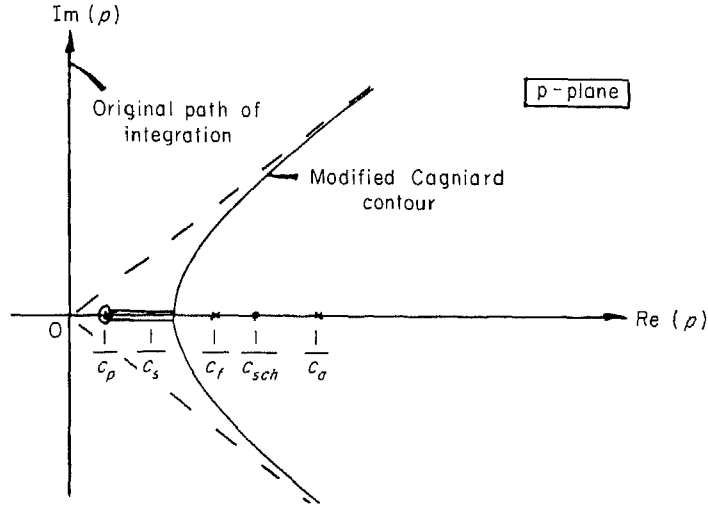 Im (p)
p-plane
Original path of
integration
Modified Cagniard
contour
O
Re (p)
1/c_p
1/c_s
1/c_f
1/c_sch
1/c_a